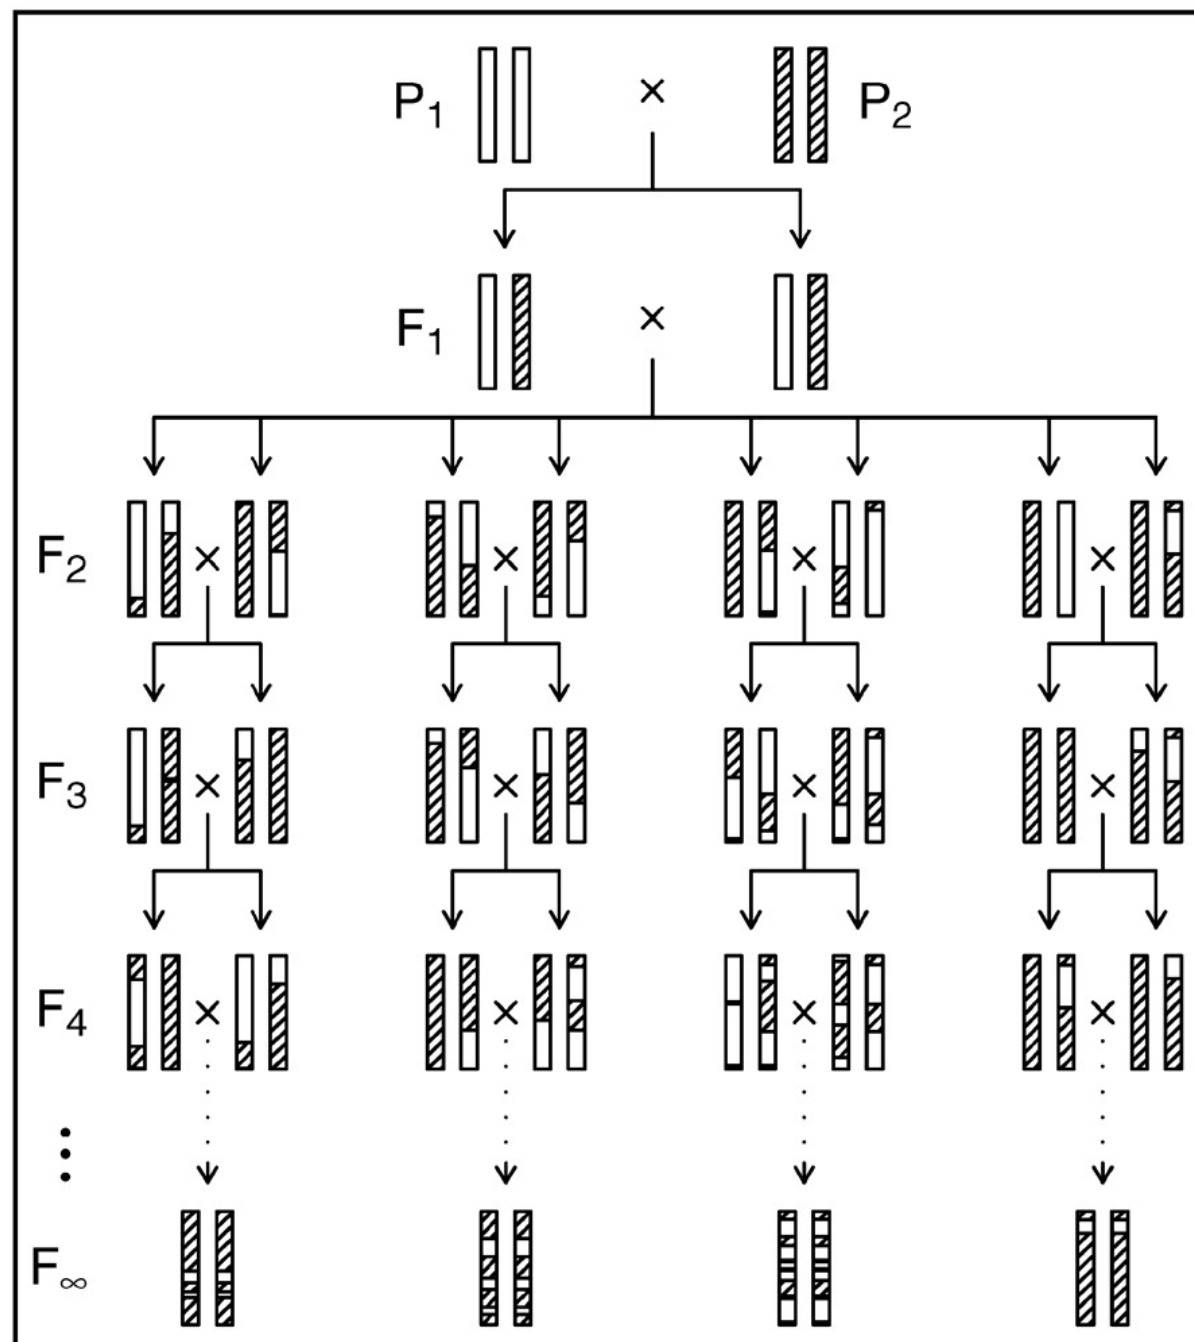 P₁ × P₂
F₁ ×
F₂ × × × ×
F₃ × × × ×
F₄ × × × ×
⋮
F∞